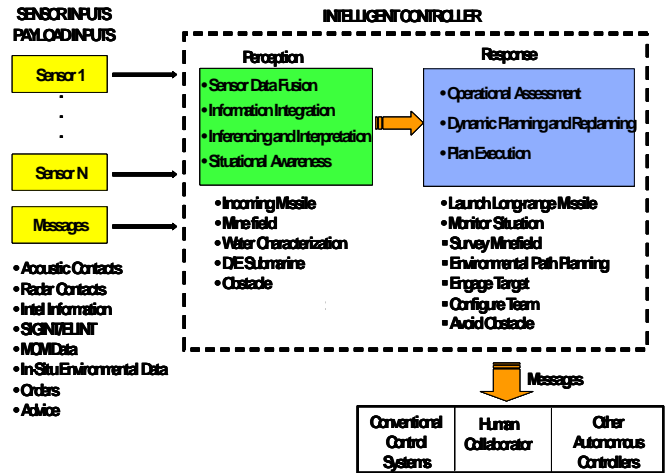 SENSOR INPUTS
PAYLOAD INPUTS
INTELLIGENT CONTROLLER
Sensor 1
Sensor N
Messages
• Acoustic Contacts
• Radar Contacts
• Intel Information
• SIGINT/ELINT
• MCM Data
• In-Situ Environmental Data
• Orders
• Advice
Perception
• Sensor Data Fusion
• Information Integration
• Inferencing and Interpretation
• Situational Awareness
• Incoming Missile
• Minefield
• Water Characterization
• D/E Submarine
• Obstacle
Response
• Operational Assessment
• Dynamic Planning and Replanning
• Plan Execution
• Launch Long-range Missile
• Monitor Situation
• Survey Minefield
• Environmental Path Planning
• Engage Target
• Configure Team
• Avoid Obstacle
Messages
Conventional
Control
Systems
Human
Collaborator
Other
Autonomous
Controllers